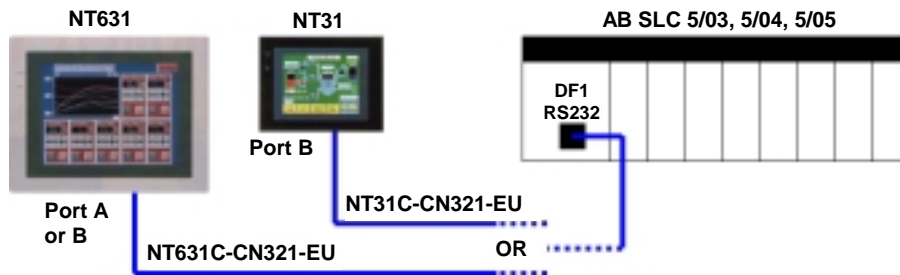 NT631
NT31
AB SLC 5/03, 5/04, 5/05
DF1
RS232
Port B
Port A
or B
NT31C-CN321-EU
OR
NT631C-CN321-EU